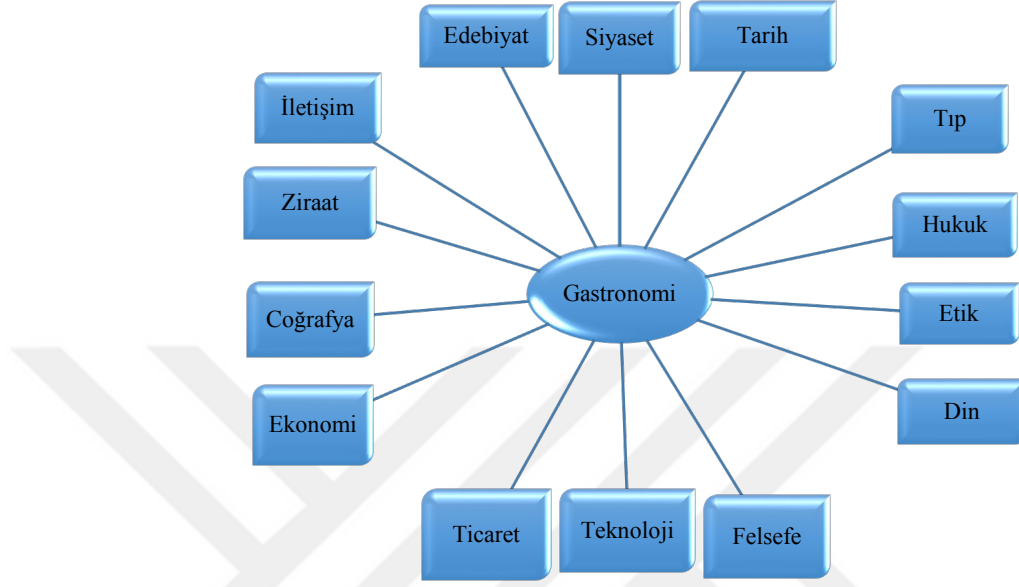 Edebiyat
Siyaset
Tarih
İletişim
Tıp
Ziraat
Hukuk
Gastronomi
Coğrafya
Etik
Ekonomi
Din
Ticaret
Teknoloji
Felsefe